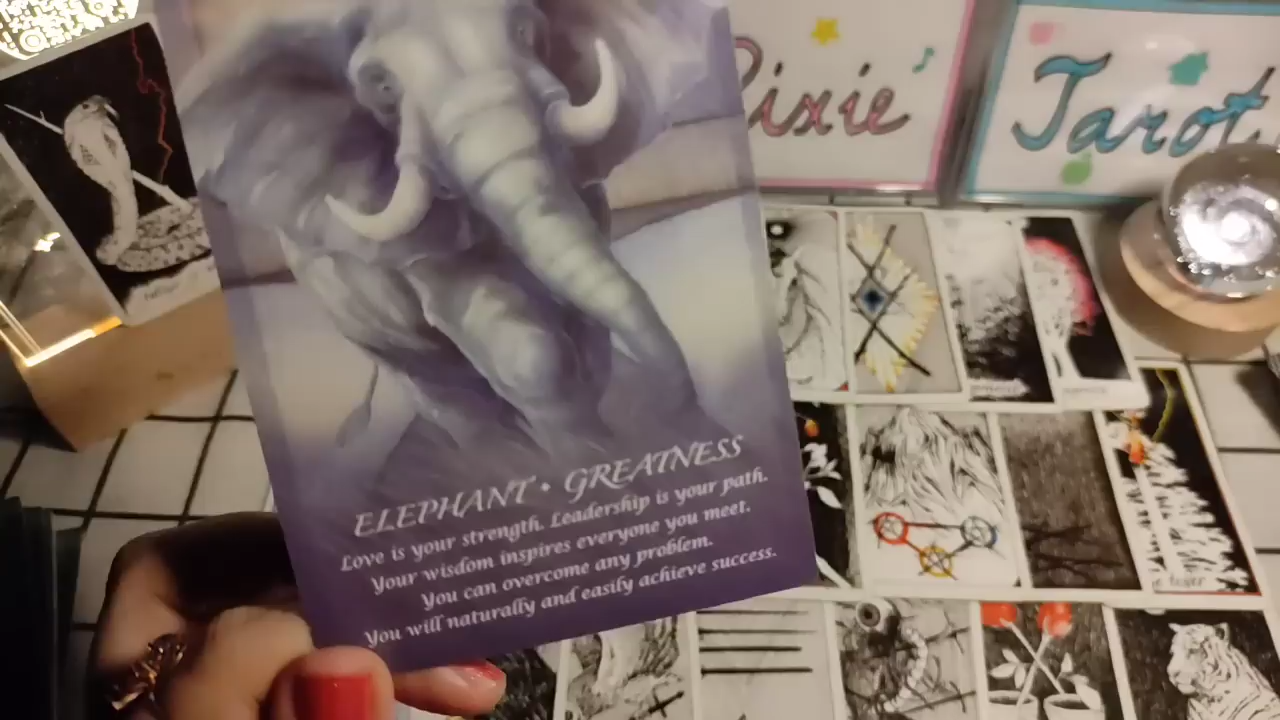 Pixie
Tarot
ELEPHANT • GREATNESS
Love is your strength. Leadership is your path.
Your wisdom inspires everyone you meet.
You can overcome any problem.
You will naturally and easily achieve success.